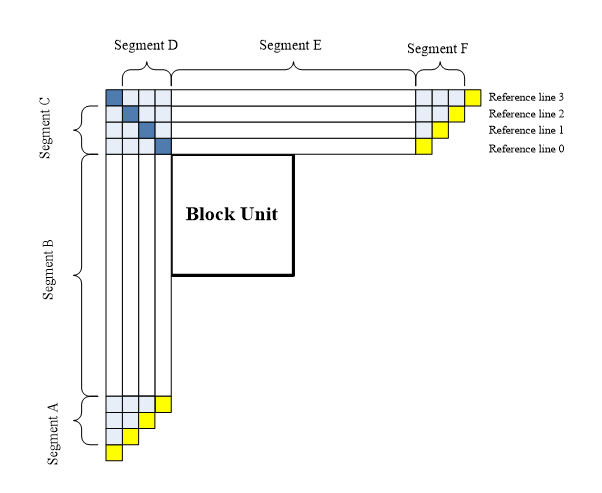 Segment D
Segment E
Segment F
Segment C
Reference line 3
Reference line 2
Reference line 1
Reference line 0
Block Unit
Segment B
Segment A